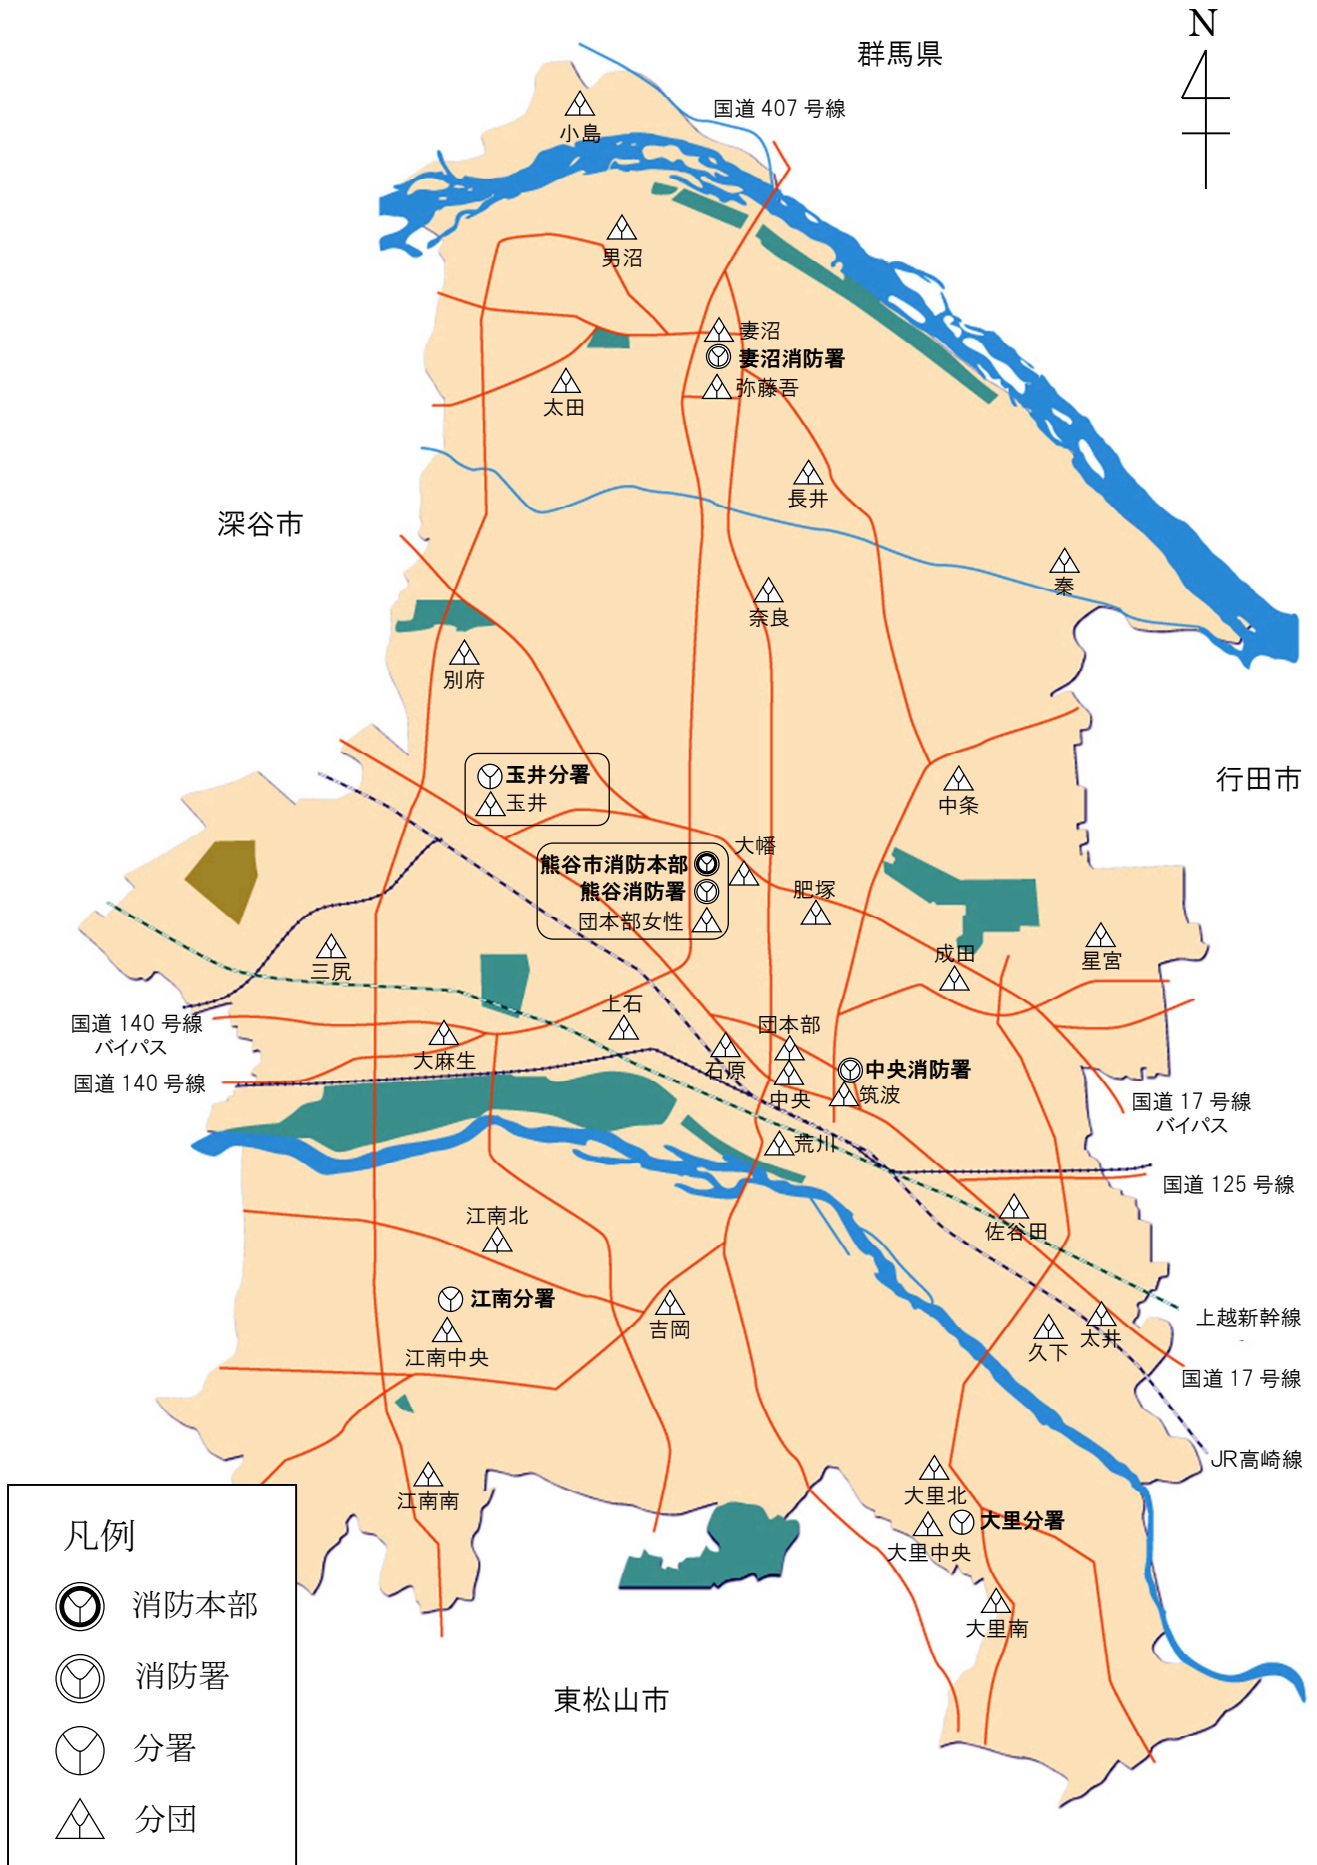 N
群馬県
国道 407 号線
小島
男沼
妻沼
妻沼消防署
弥藤吾
太田
長井
深谷市
秦
奈良
別府
行田市
玉井分署
玉井
中条
大幡
熊谷市消防本部
熊谷消防署
団本部女性
肥塚
成田
星宮
三尻
上石
国道 140 号線
バイパス
団本部
大麻生
石原
中央消防署
国道 140 号線
中央
筑波
国道 17 号線
バイパス
荒川
国道 125 号線
江南北
佐谷田
江南分署
上越新幹線
吉岡
太井
久下
江南中央
国道 17 号線
JR高崎線
大里北
江南南
大里分署
大里中央
大里南
東松山市
凡例
消防本部
消防署
分署
分団